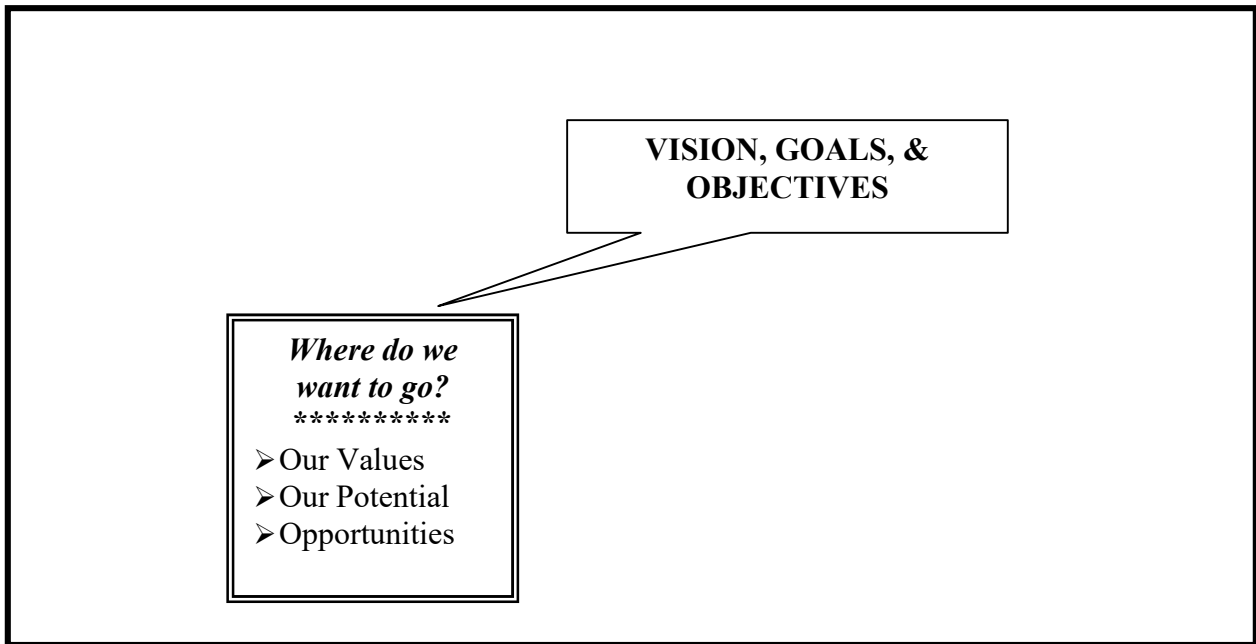 VISION, GOALS, &
OBJECTIVES
Where do we
want to go?
**********
➢Our Values
➢Our Potential
➢Opportunities